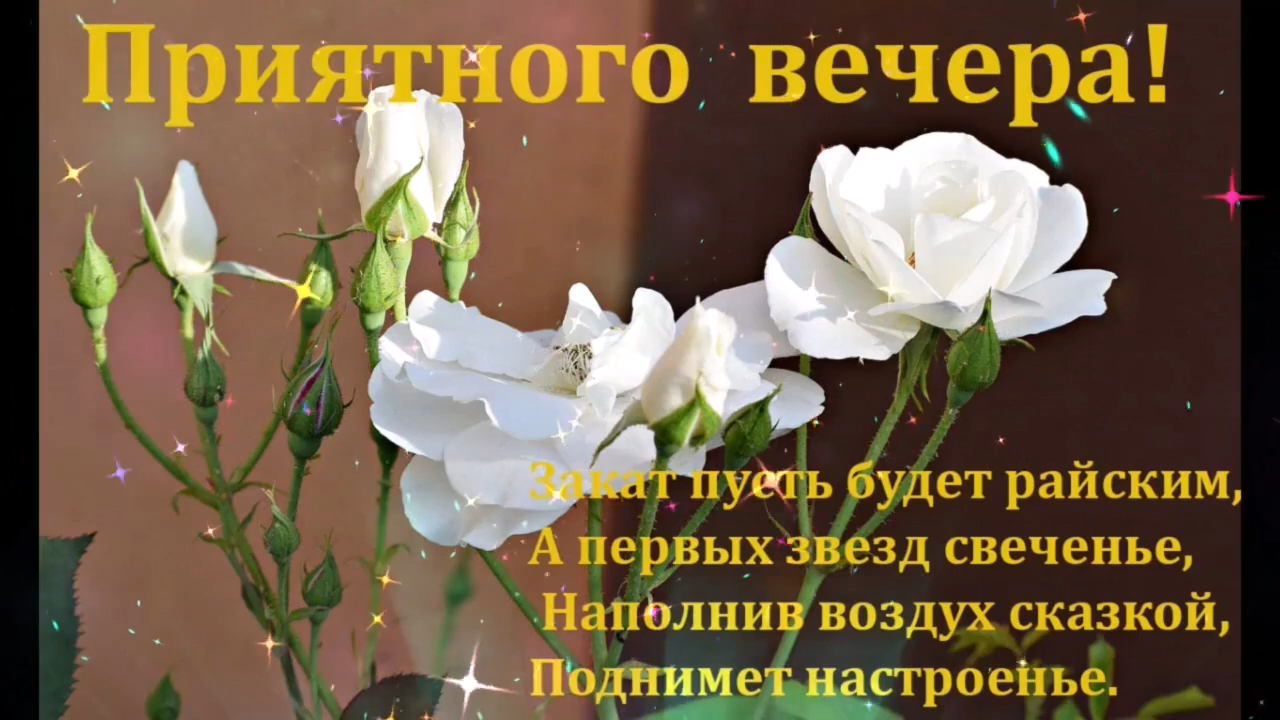 Приятного вечера!
Закат пусть будет райским,
А первых звезд свеченье,
Наполнив воздух сказкой,
Поднимет настроенье.